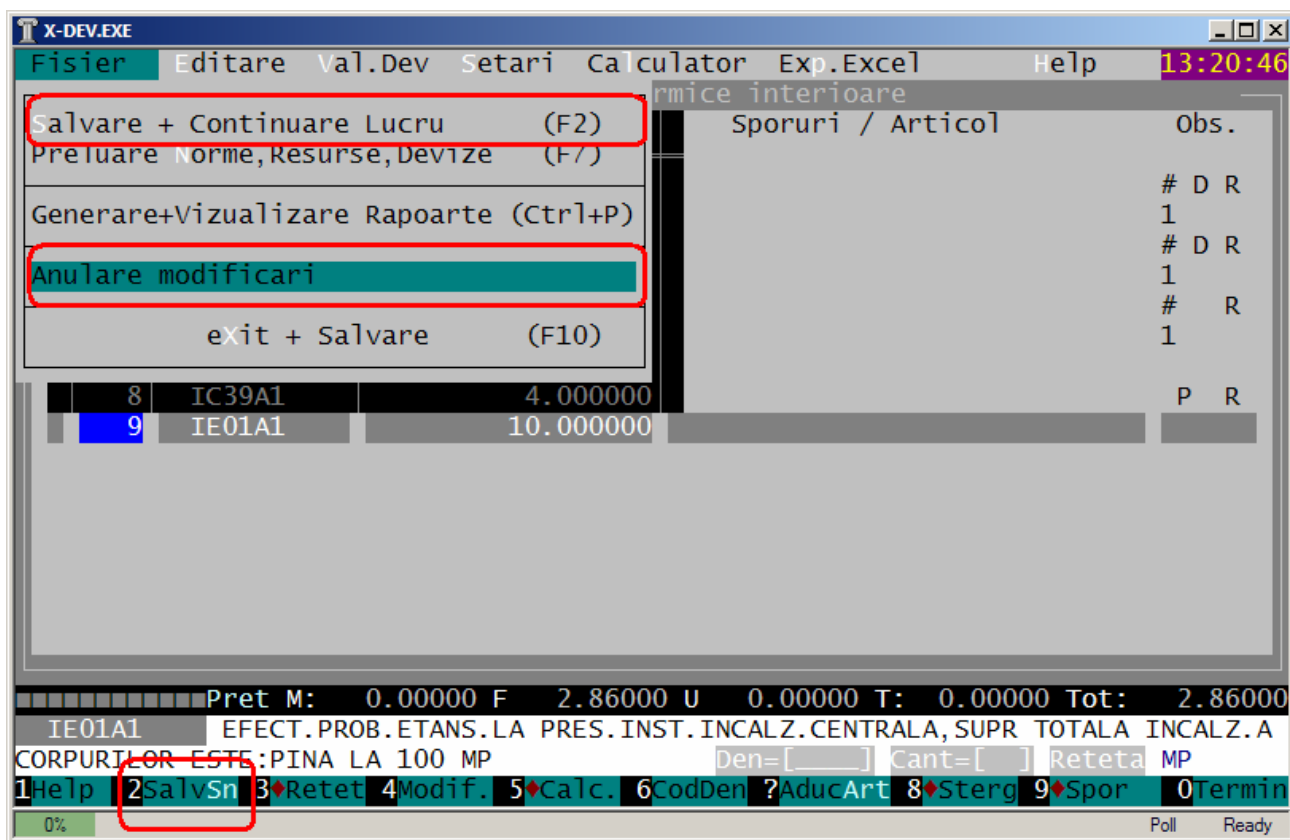 X-DEV.EXE
Fisier Editare Val.Dev Setari Calculator Exp.Excel Help 13:20:46
rmice interioare
Salvare + Continuare Lucru (F2) Sporuri / Articol Obs.
Preluare Norme,Resurse,Devize (F7)
# D R
Generare+Vizualizare Rapoarte (Ctrl+P) 1
# D R
Anulare modificari 1
# R
eXit + Salvare (F10) 1
8 IC39A1 4.000000 P R
9 IE01A1 10.000000
Pret M: 0.00000 F 2.86000 U 0.00000 T: 0.00000 Tot: 2.86000
IE01A1 EFECT.PROB.ETANS.LA PRES.INST.INCALZ.CENTRALA,SUPR TOTALA INCALZ.A
CORPURILOR ESTE:PINA LA 100 MP Den=[____] Cant=[ ] Reteta MP
1Help 2SalvSn 3♦Retet 4Modif. 5♦Calc. 6CodDen ?AducArt 8♦Sterg 9♦Spor 0Termin
0% Poll Ready